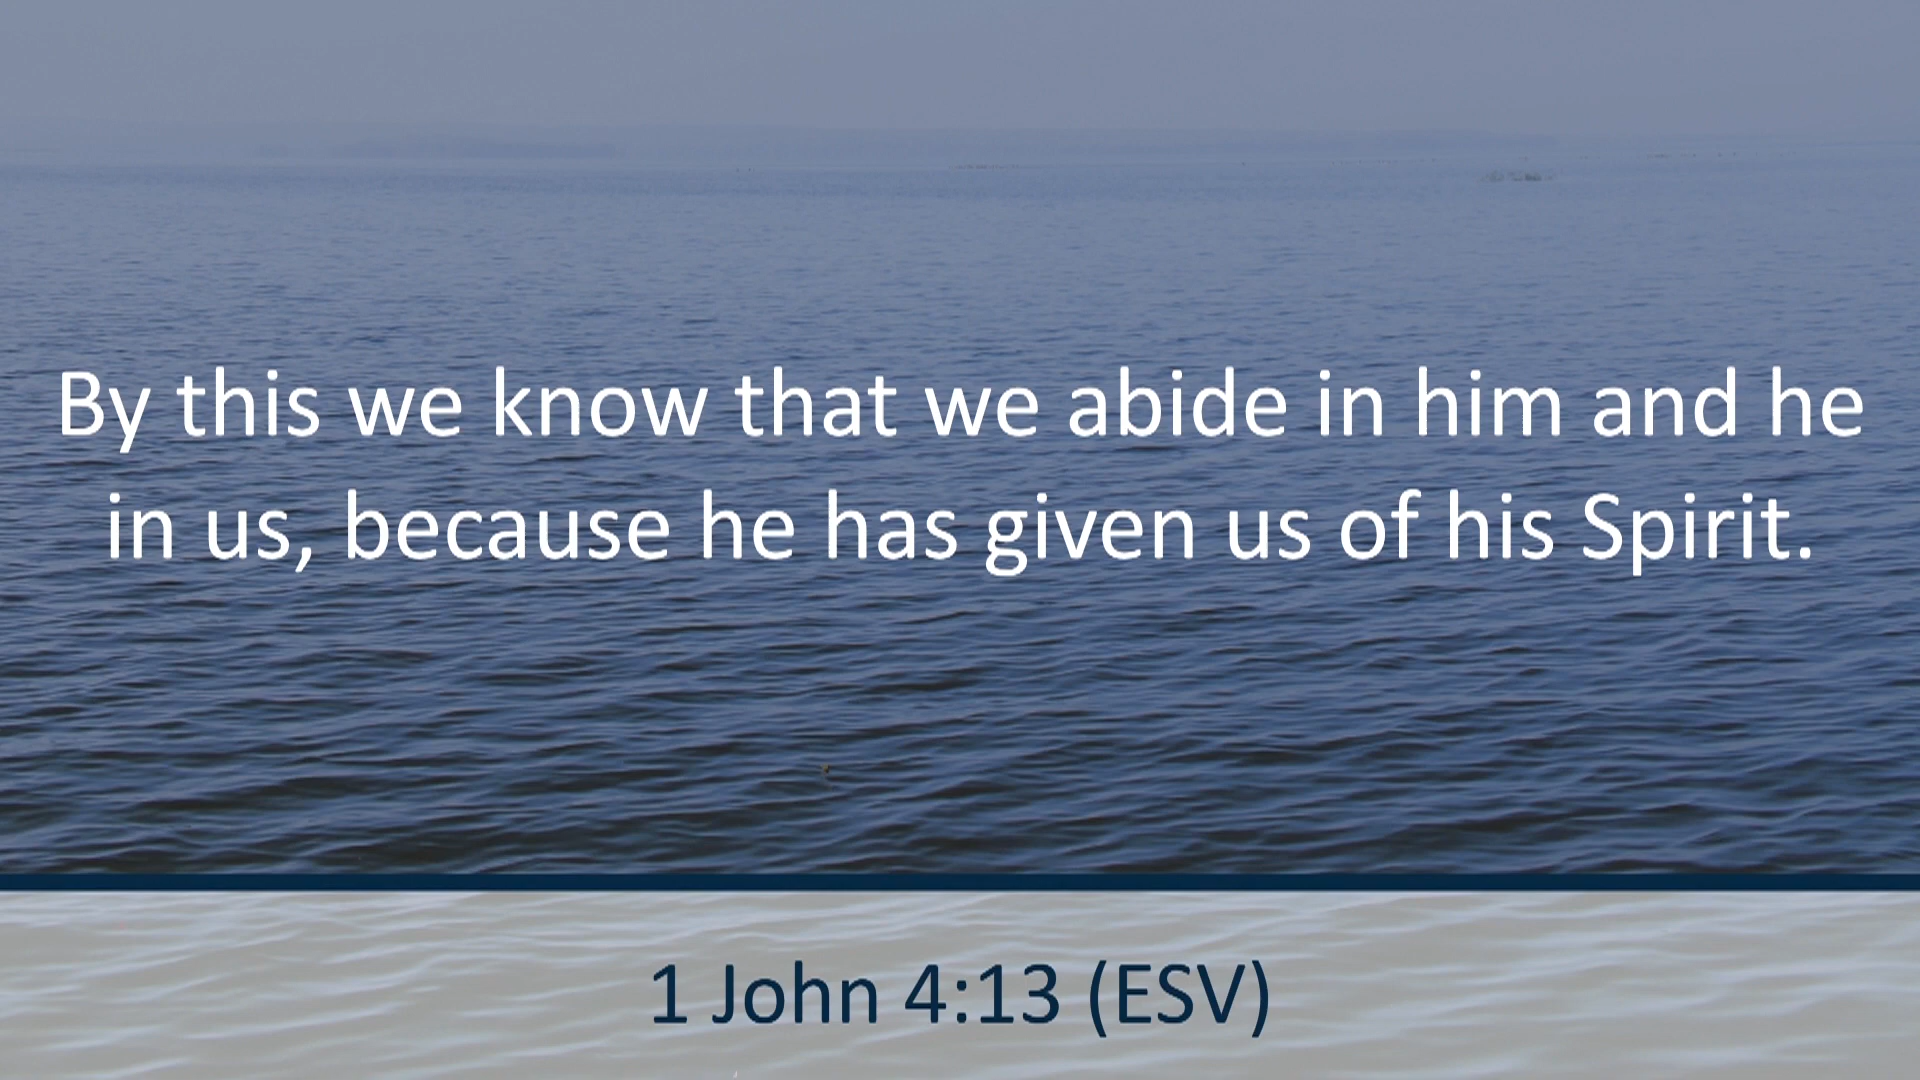 By this we know that we abide in him and he
in us, because he has given us of his Spirit.
1 John 4:13 (ESV)